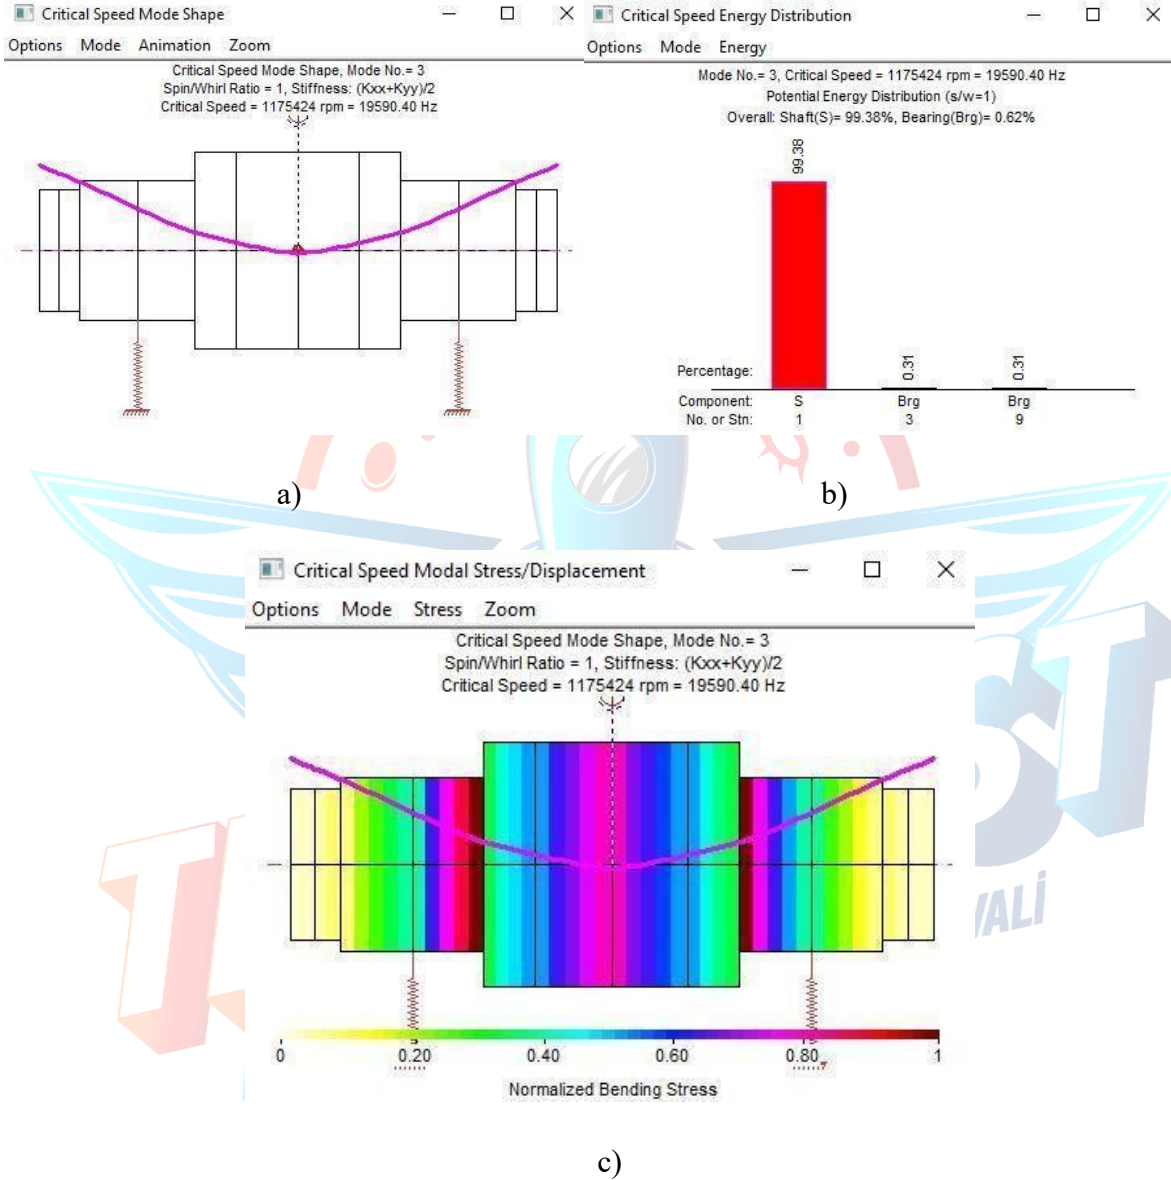 Critical Speed Mode Shape
Options Mode Animation Zoom
Critical Speed Mode Shape, Mode No.= 3
Spin/Whirl Ratio = 1, Stiffness: (Kxx+Kyy)/2
Critical Speed = 1175424 rpm = 19590.40 Hz
a)
Critical Speed Energy Distribution
Options Mode Energy
Mode No.= 3, Critical Speed = 1175424 rpm = 19590.40 Hz
Potential Energy Distribution (s/w=1)
Overall: Shaft(S)= 99.38%, Bearing(Brg)= 0.62%
99.38
0.31
0.31
Percentage:
Component: S Brg Brg
No. or Stn: 1 3 9
b)
Critical Speed Modal Stress/Displacement
Options Mode Stress Zoom
Critical Speed Mode Shape, Mode No.= 3
Spin/Whirl Ratio = 1, Stiffness: (Kxx+Kyy)/2
Critical Speed = 1175424 rpm = 19590.40 Hz
0 0.20 0.40 0.60 0.80 1
Normalized Bending Stress
c)